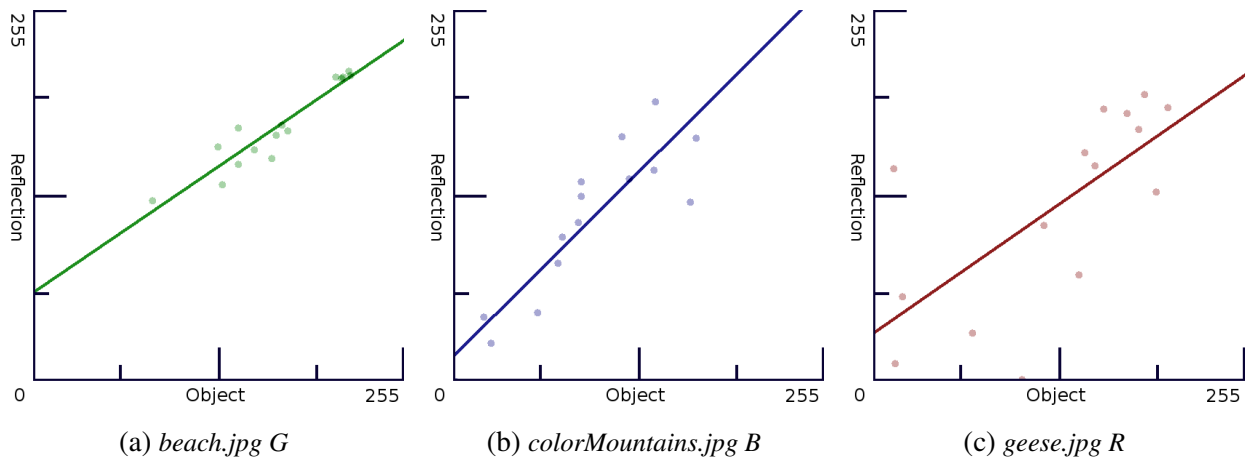 255
Reflection
0 Object 255
(a) beach.jpg G
255
Reflection
0 Object 255
(b) colorMountains.jpg B
255
Reflection
0 Object 255
(c) geese.jpg R